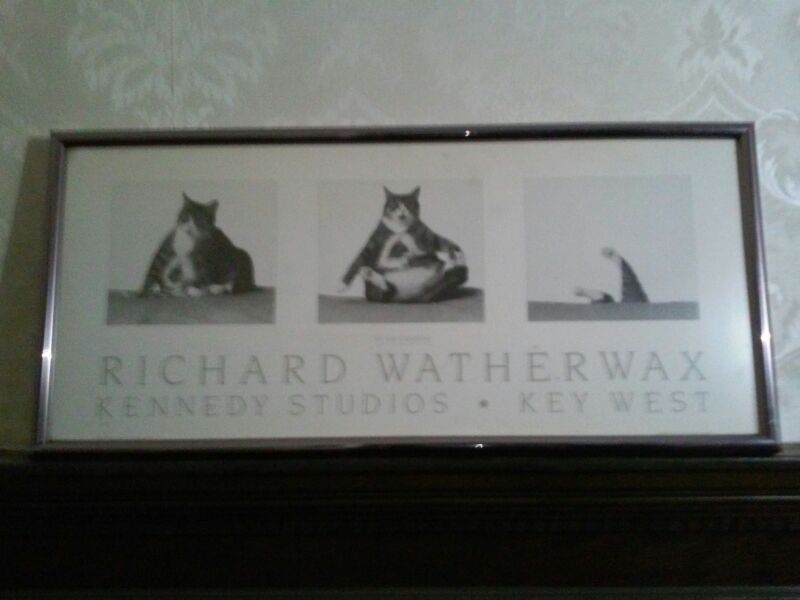 RICHARD WATHERWAX
KENNEDY STUDIOS ★ KEY WEST